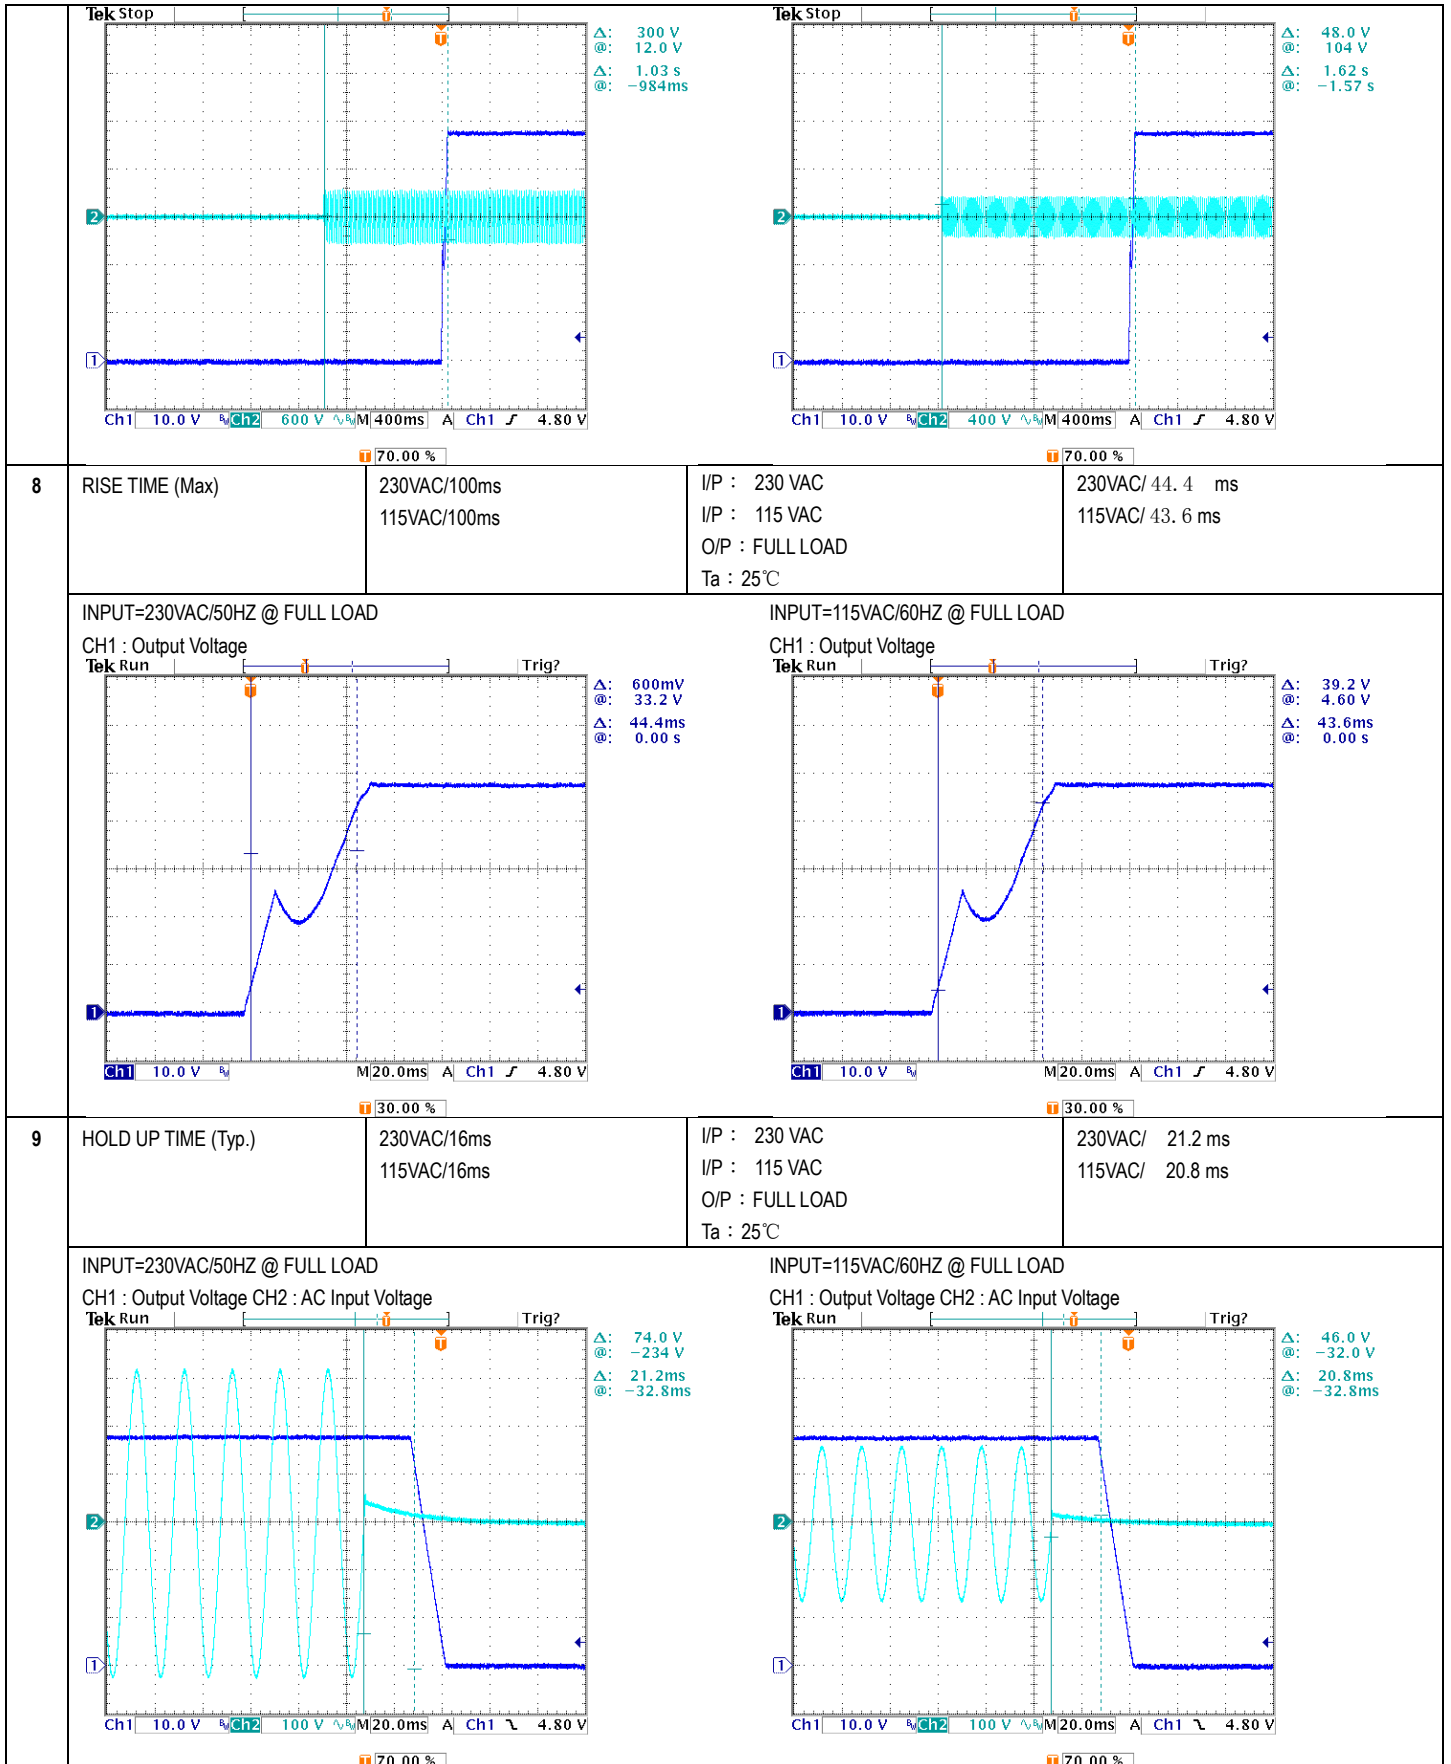 Tek Stop
Δ: 300 V
@: 12.0 V
Δ: 1.03 s
@: −984ms
2
1
Ch1 10.0 V BW Ch2 600 V ∿BW M 400ms A Ch1 ∫ 4.80 V
T 70.00 %
Tek Stop
Δ: 48.0 V
@: 104 V
Δ: 1.62 s
@: −1.57 s
2
1
Ch1 10.0 V BW Ch2 400 V ∿BW M 400ms A Ch1 ∫ 4.80 V
T 70.00 %
8 RISE TIME (Max) 230VAC/100ms I/P： 230 VAC 230VAC/ 44.4 ms
115VAC/100ms I/P： 115 VAC 115VAC/ 43.6 ms
O/P：FULL LOAD
Ta：25℃
INPUT=230VAC/50HZ @ FULL LOAD
CH1 : Output Voltage
Tek Run Trig?
Δ: 600mV
@: 33.2 V
Δ: 44.4ms
@: 0.00 s
1
Ch1 10.0 V BW M 20.0ms A Ch1 ∫ 4.80 V
T 30.00 %
INPUT=115VAC/60HZ @ FULL LOAD
CH1 : Output Voltage
Tek Run Trig?
Δ: 39.2 V
@: 4.60 V
Δ: 43.6ms
@: 0.00 s
1
Ch1 10.0 V BW M 20.0ms A Ch1 ∫ 4.80 V
T 30.00 %
9 HOLD UP TIME (Typ.) 230VAC/16ms I/P： 230 VAC 230VAC/ 21.2 ms
115VAC/16ms I/P： 115 VAC 115VAC/ 20.8 ms
O/P：FULL LOAD
Ta：25℃
INPUT=230VAC/50HZ @ FULL LOAD
CH1 : Output Voltage CH2 : AC Input Voltage
Tek Run Trig?
Δ: 74.0 V
@: −234 V
Δ: 21.2ms
@: −32.8ms
2
1
Ch1 10.0 V BW Ch2 100 V ∿BW M 20.0ms A Ch1 ∖ 4.80 V
T 70.00 %
INPUT=115VAC/60HZ @ FULL LOAD
CH1 : Output Voltage CH2 : AC Input Voltage
Tek Run Trig?
Δ: 46.0 V
@: −32.0 V
Δ: 20.8ms
@: −32.8ms
2
1
Ch1 10.0 V BW Ch2 100 V ∿BW M 20.0ms A Ch1 ∖ 4.80 V
T 70.00 %